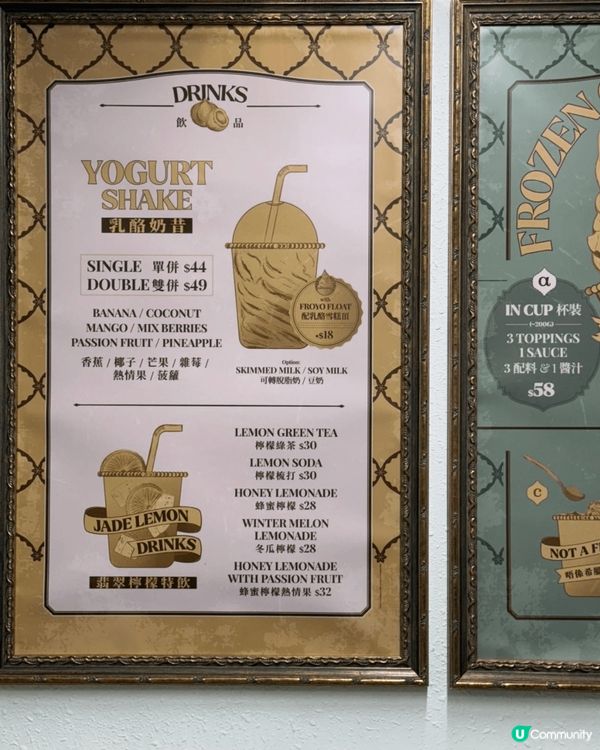 DRINKS
飲 品
YOGURT
SHAKE
乳酪奶昔
SINGLE 單併 $44
DOUBLE 雙併 $49
BANANA / COCONUT
MANGO / MIX BERRIES
PASSION FRUIT / PINEAPPLE
香蕉 / 椰子 / 芒果 / 雜莓 /
熱情果 / 菠蘿
with
FROYO FLOAT
配乳酪雪糕頂
+$18
Option:
SKIMMED MILK / SOY MILK
可轉脫脂奶 / 豆奶
JADE LEMON
DRINKS
翡翠檸檬特飲
LEMON GREEN TEA
檸檬綠茶 $30
LEMON SODA
檸檬梳打 $30
HONEY LEMONADE
蜂蜜檸檬 $28
WINTER MELON
LEMONADE
冬瓜檸檬 $28
HONEY LEMONADE
WITH PASSION FRUIT
蜂蜜檸檬熱情果 $32
FROZEN
α
IN CUP 杯裝
(~200G)
3 TOPPINGS
1 SAUCE
3 配料 & 1 醬汁
$58
C
NOT A F
唔係希
U Community